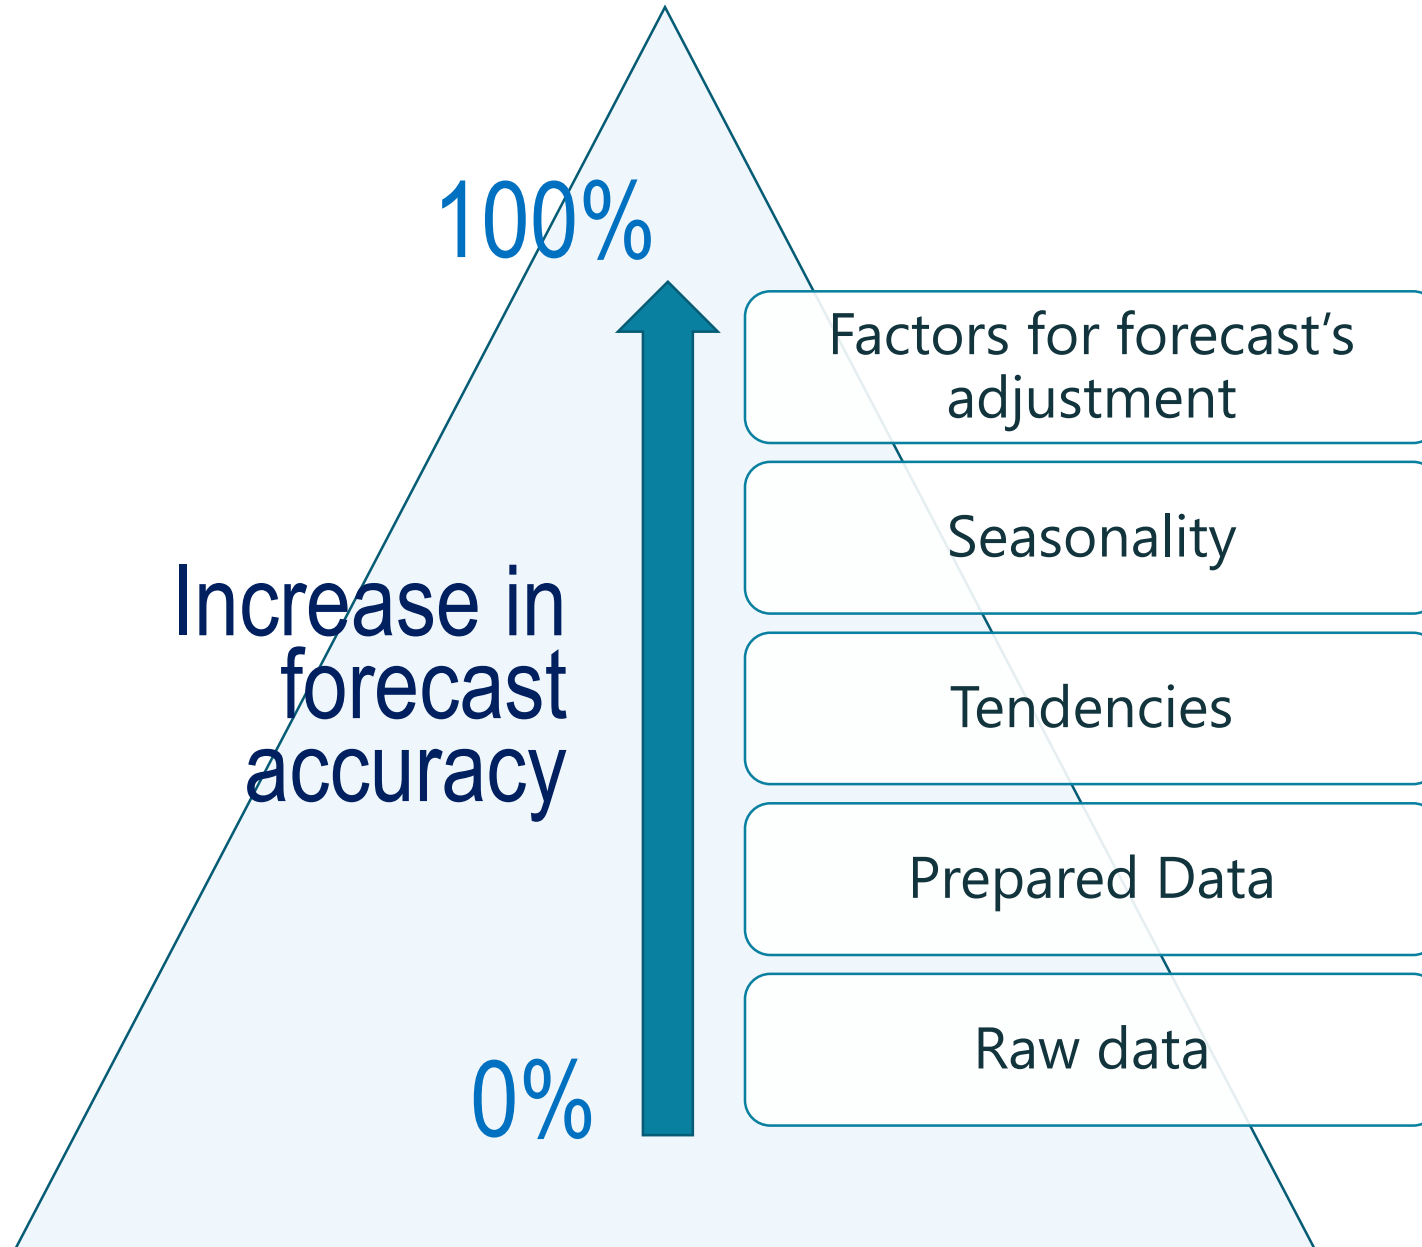 100%
Factors for forecast’s
adjustment
Seasonality
Increase in
forecast
accuracy
Tendencies
Prepared Data
Raw data
0%